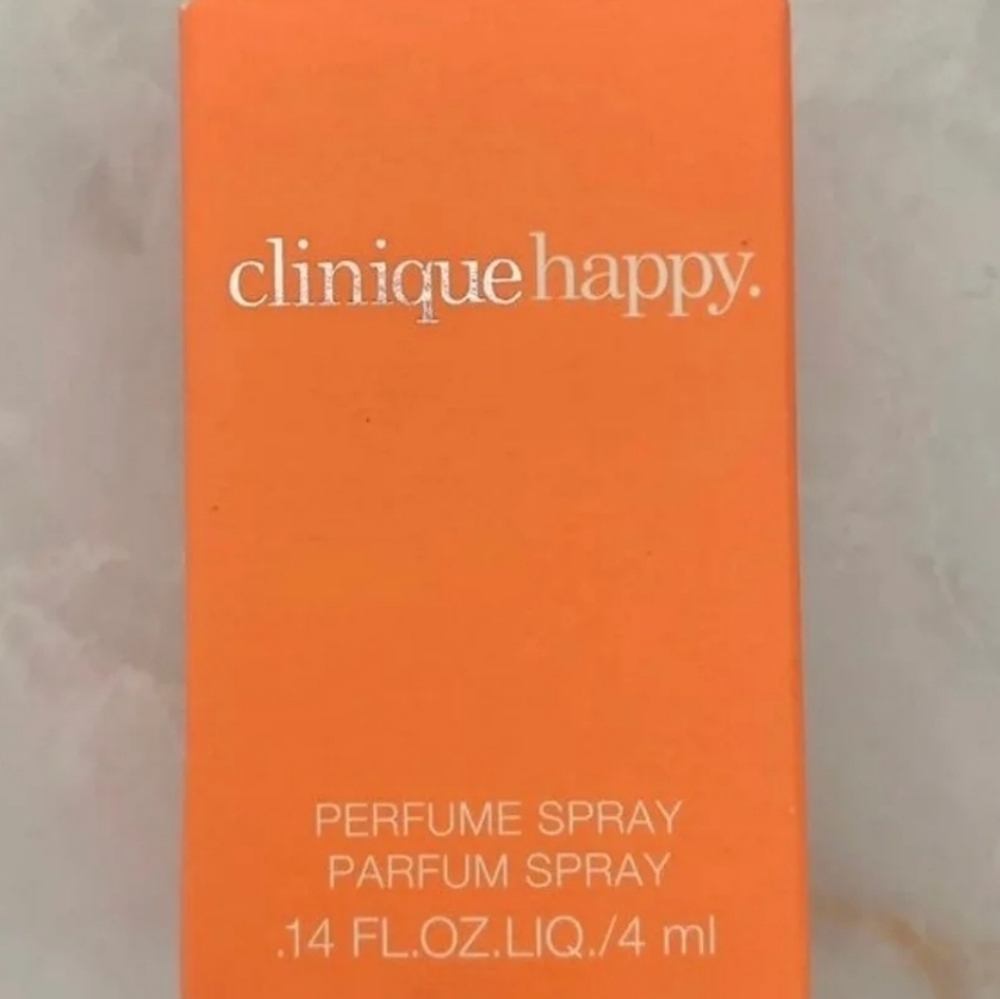 clinique happy.
PERFUME SPRAY
PARFUM SPRAY
.14 FL.OZ.LIQ./4 ml